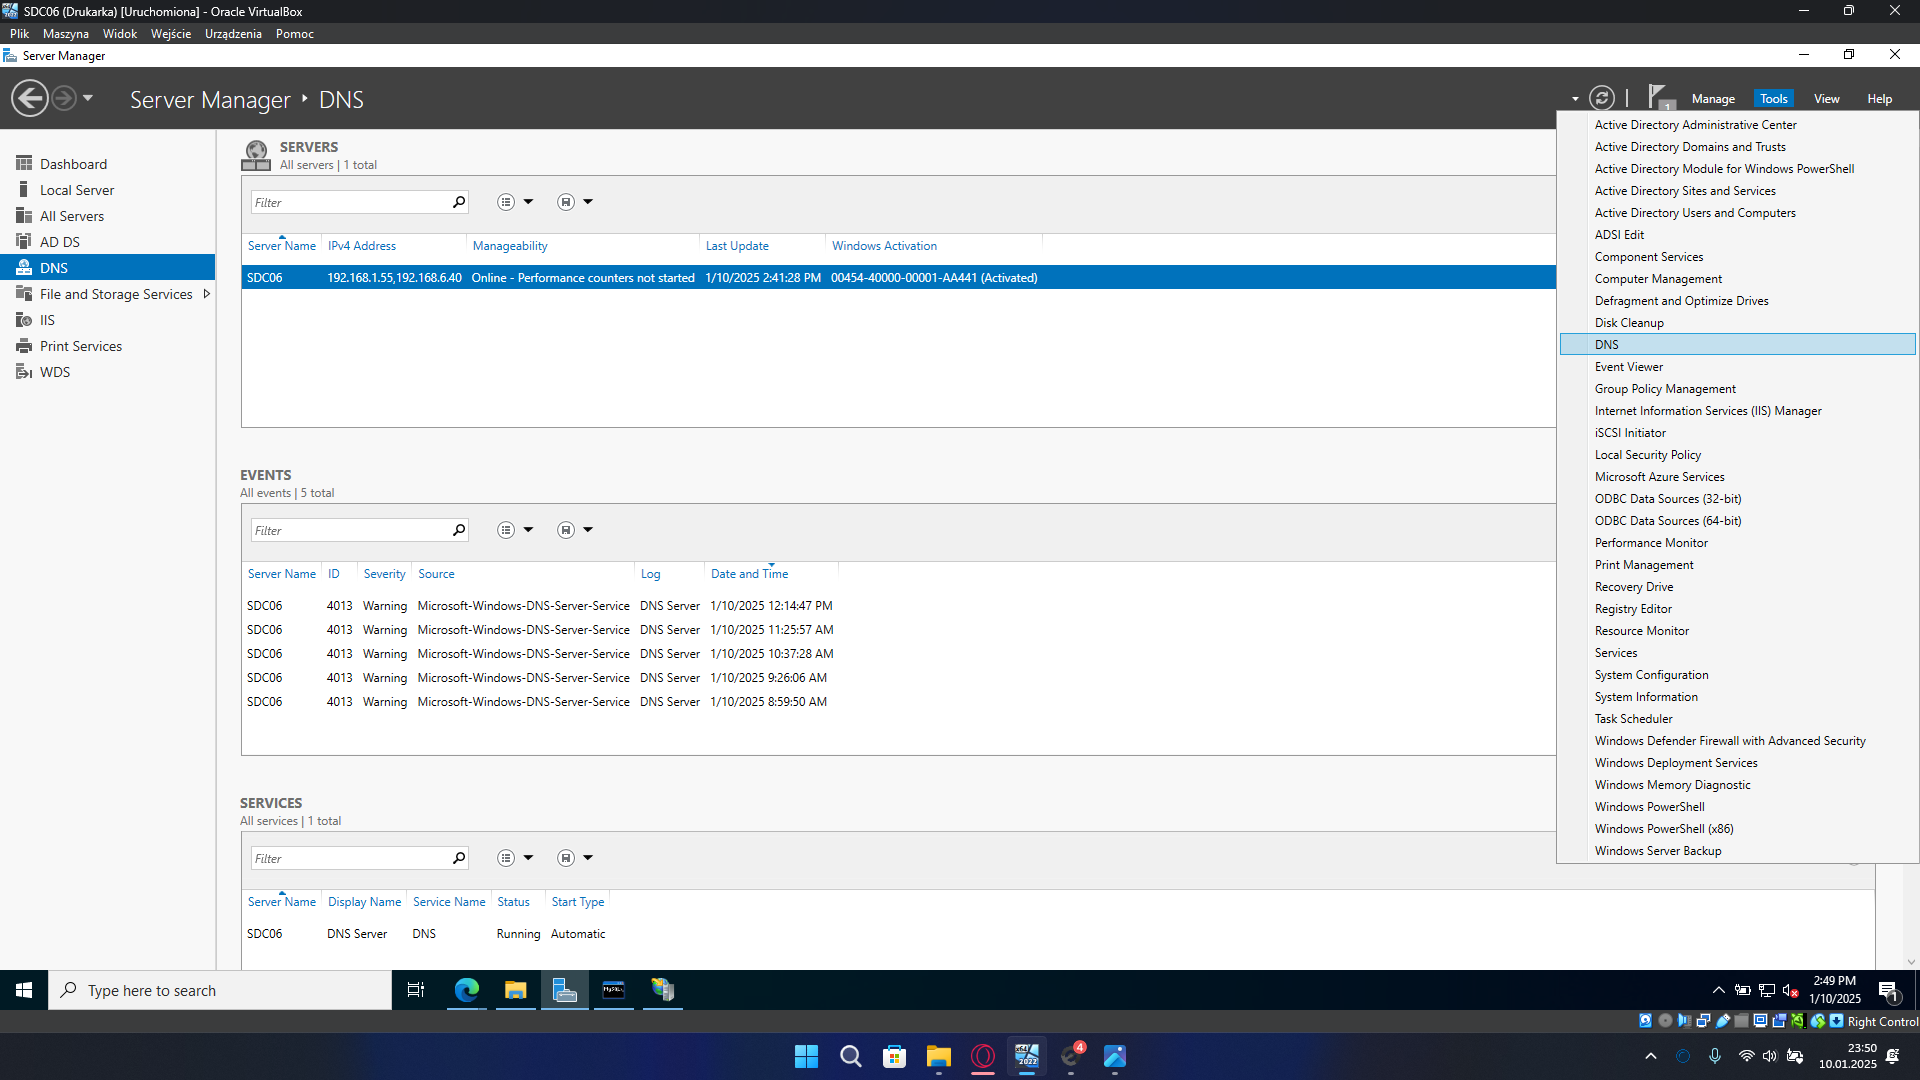 SDC06 (Drukarka) [Uruchomiona] - Oracle VirtualBox
Plik Maszyna Widok Wejście Urządzenia Pomoc
Server Manager
Server Manager DNS
1
Manage Tools View Help
Dashboard
Local Server
All Servers
AD DS
DNS
File and Storage Services
IIS
Print Services
WDS
SERVERS
All servers | 1 total
Filter
Server Name IPv4 Address Manageability Last Update Windows Activation
SDC06 192.168.1.55,192.168.6.40 Online - Performance counters not started 1/10/2025 2:41:28 PM 00454-40000-00001-AA441 (Activated)
EVENTS
All events | 5 total
Filter
Server Name ID Severity Source Log Date and Time
SDC06 4013 Warning Microsoft-Windows-DNS-Server-Service DNS Server 1/10/2025 12:14:47 PM
SDC06 4013 Warning Microsoft-Windows-DNS-Server-Service DNS Server 1/10/2025 11:25:57 AM
SDC06 4013 Warning Microsoft-Windows-DNS-Server-Service DNS Server 1/10/2025 10:37:28 AM
SDC06 4013 Warning Microsoft-Windows-DNS-Server-Service DNS Server 1/10/2025 9:26:06 AM
SDC06 4013 Warning Microsoft-Windows-DNS-Server-Service DNS Server 1/10/2025 8:59:50 AM
SERVICES
All services | 1 total
Filter
Server Name Display Name Service Name Status Start Type
SDC06 DNS Server DNS Running Automatic
Active Directory Administrative Center
Active Directory Domains and Trusts
Active Directory Module for Windows PowerShell
Active Directory Sites and Services
Active Directory Users and Computers
ADSI Edit
Component Services
Computer Management
Defragment and Optimize Drives
Disk Cleanup
DNS
Event Viewer
Group Policy Management
Internet Information Services (IIS) Manager
iSCSI Initiator
Local Security Policy
Microsoft Azure Services
ODBC Data Sources (32-bit)
ODBC Data Sources (64-bit)
Performance Monitor
Print Management
Recovery Drive
Registry Editor
Resource Monitor
Services
System Configuration
System Information
Task Scheduler
Windows Defender Firewall with Advanced Security
Windows Deployment Services
Windows Memory Diagnostic
Windows PowerShell
Windows PowerShell (x86)
Windows Server Backup
Type here to search
2:49 PM
1/10/2025
1
Right Control
4
23:50
10.01.2025